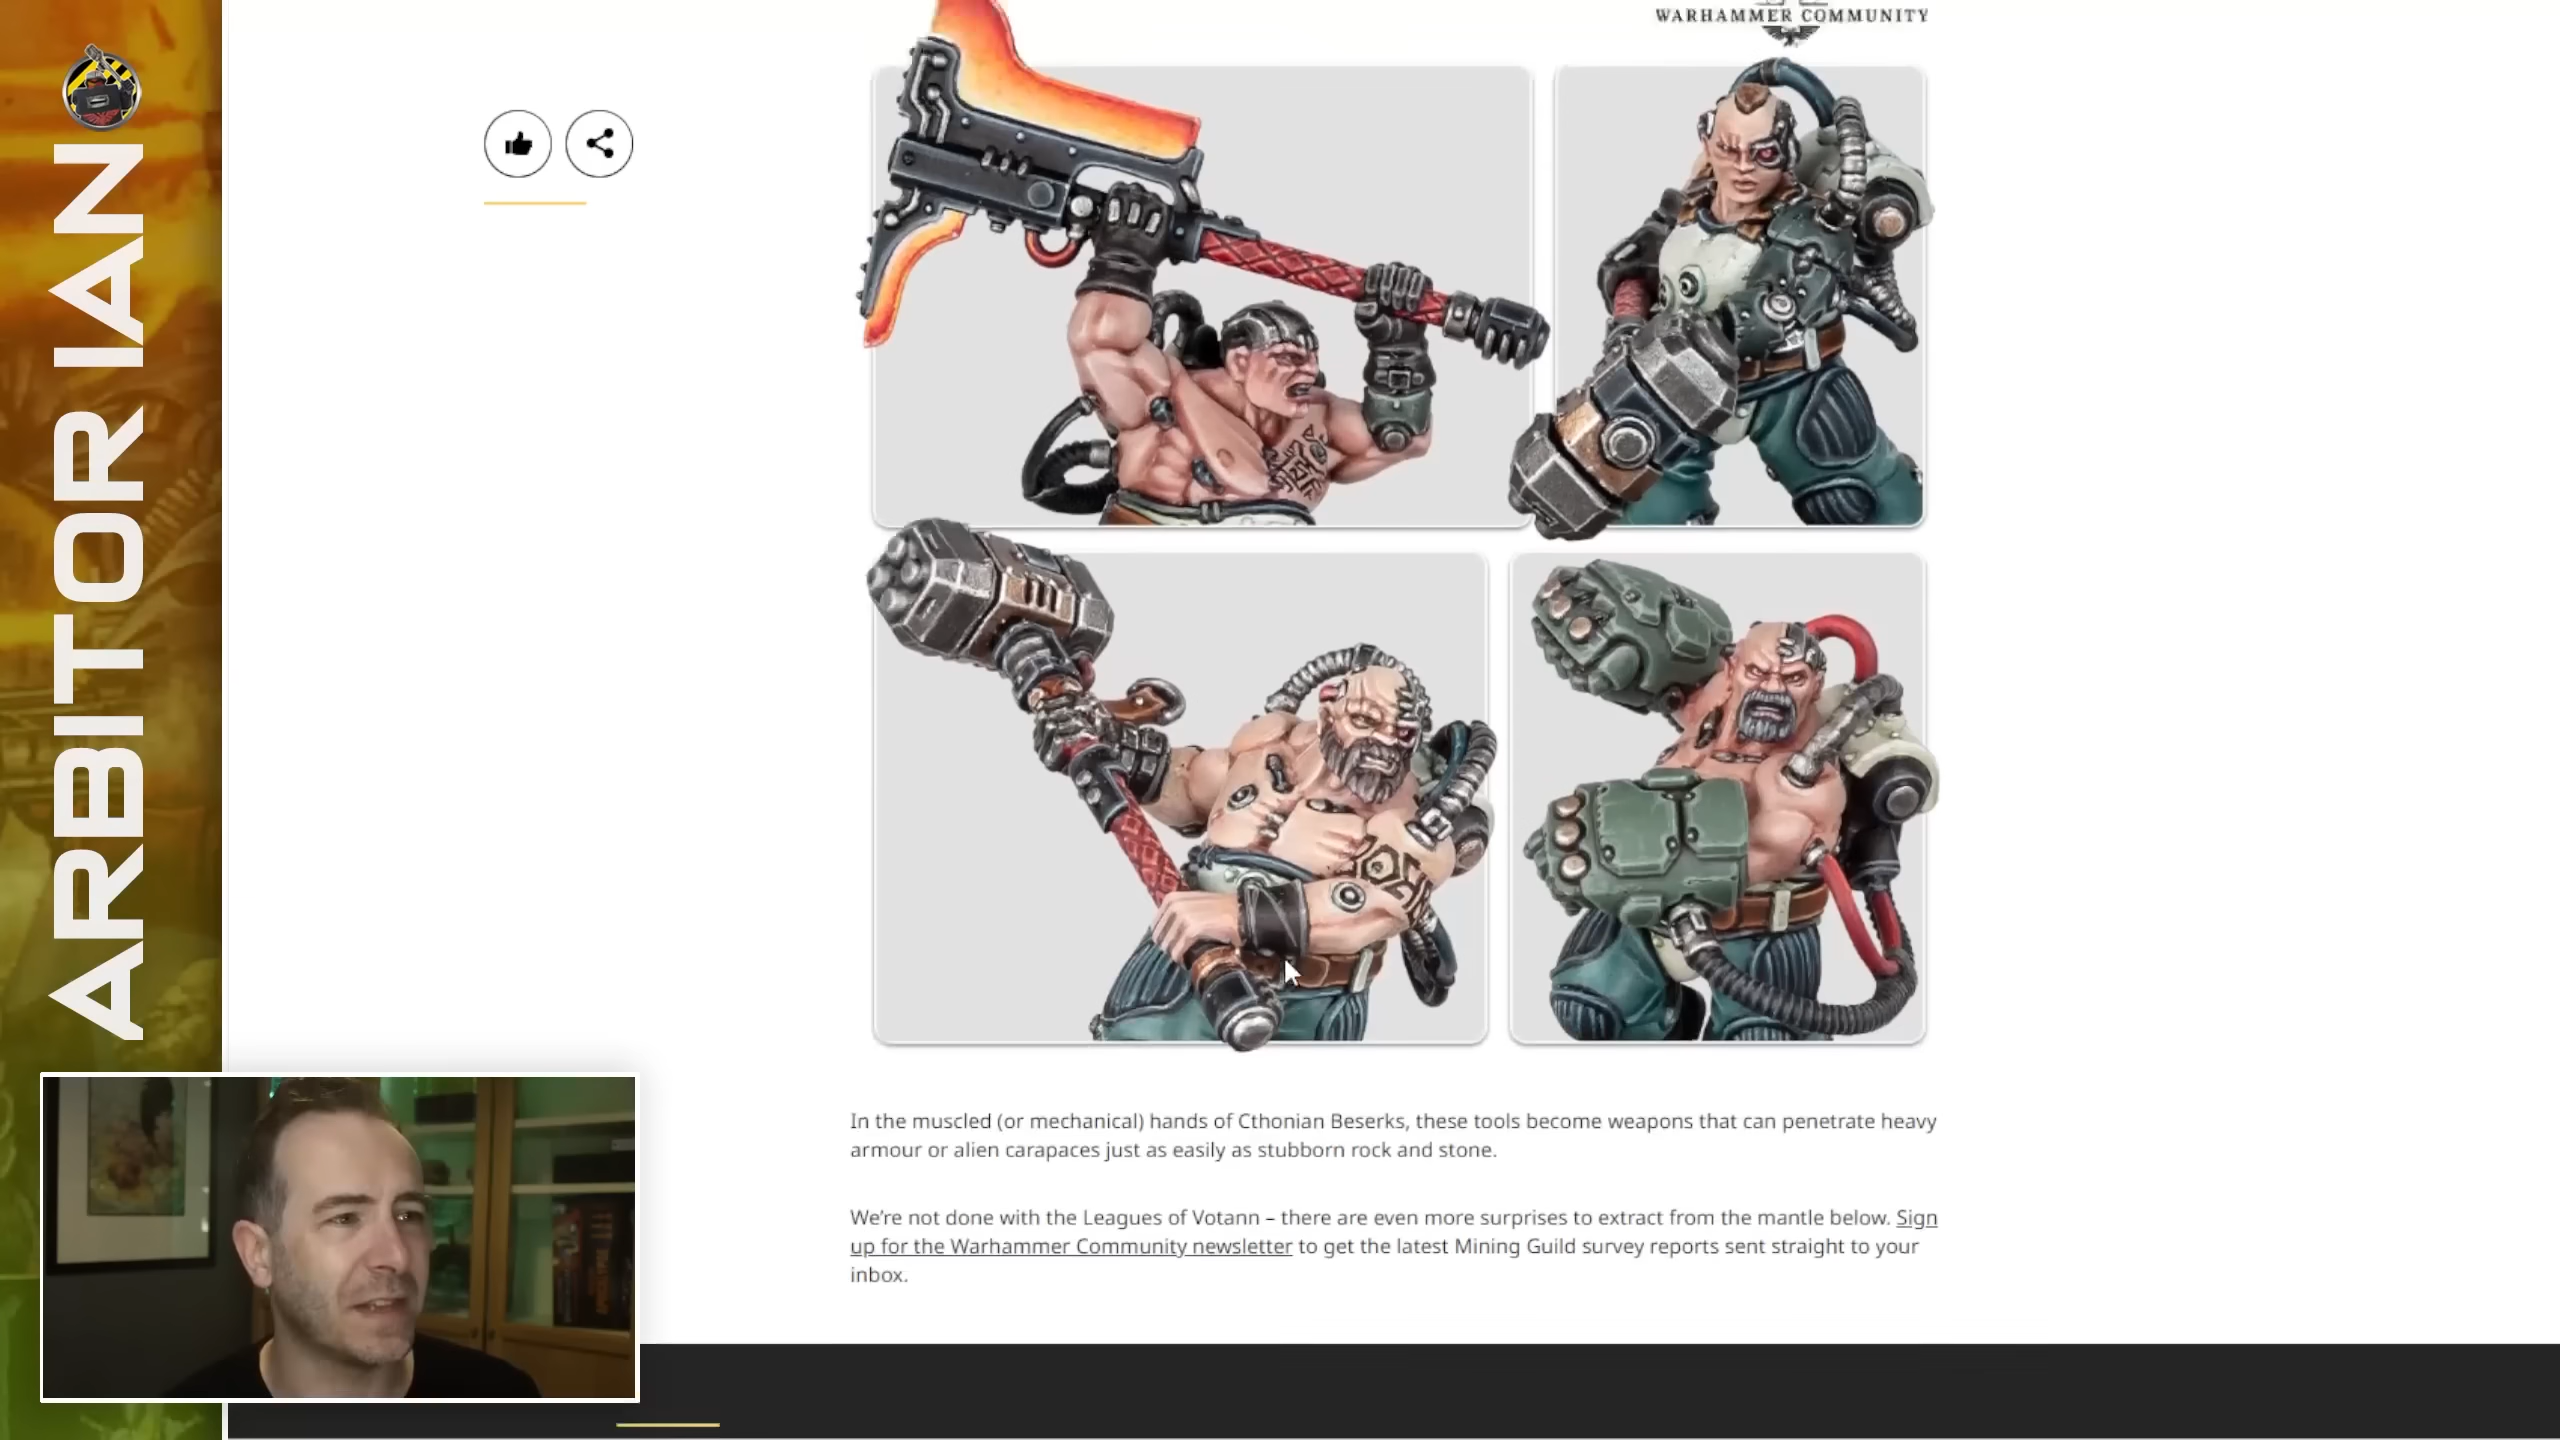 WARHAMMER COMMUNITY
ARBITOR IAN
In the muscled (or mechanical) hands of Cthonian Beserks, these tools become weapons that can penetrate heavy
armour or alien carapaces just as easily as stubborn rock and stone.
We’re not done with the Leagues of Votann – there are even more surprises to extract from the mantle below. Sign
up for the Warhammer Community newsletter to get the latest Mining Guild survey reports sent straight to your
inbox.